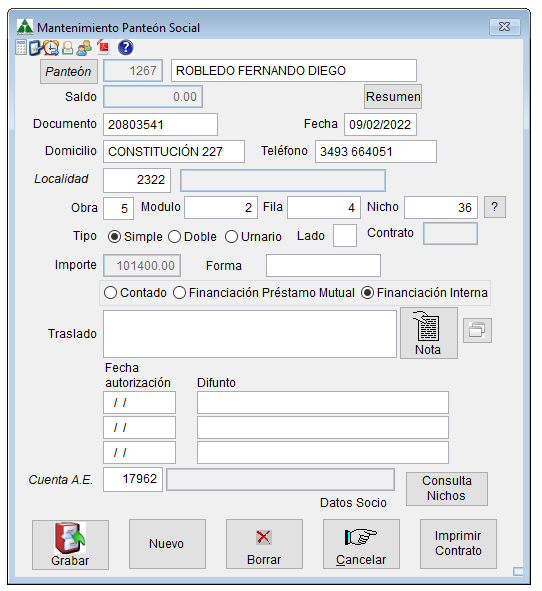 Mantenimiento Panteón Social
Panteón 1267 ROBLEDO FERNANDO DIEGO
Saldo 0.00 Resumen
Documento 20803541 Fecha 09/02/2022
Domicilio CONSTITUCIÓN 227 Teléfono 3493 664051
Localidad 2322
Obra 5 Modulo 2 Fila 4 Nicho 36 ?
Tipo Simple Doble Urnario Lado Contrato
Importe 101400.00 Forma
Contado Financiación Préstamo Mutual Financiación Interna
Traslado Nota
Fecha
autorización Difunto
/ /
/ /
/ /
Cuenta A.E. 17962
Consulta
Nichos
Datos Socio
Grabar Nuevo Borrar Cancelar Imprimir
Contrato